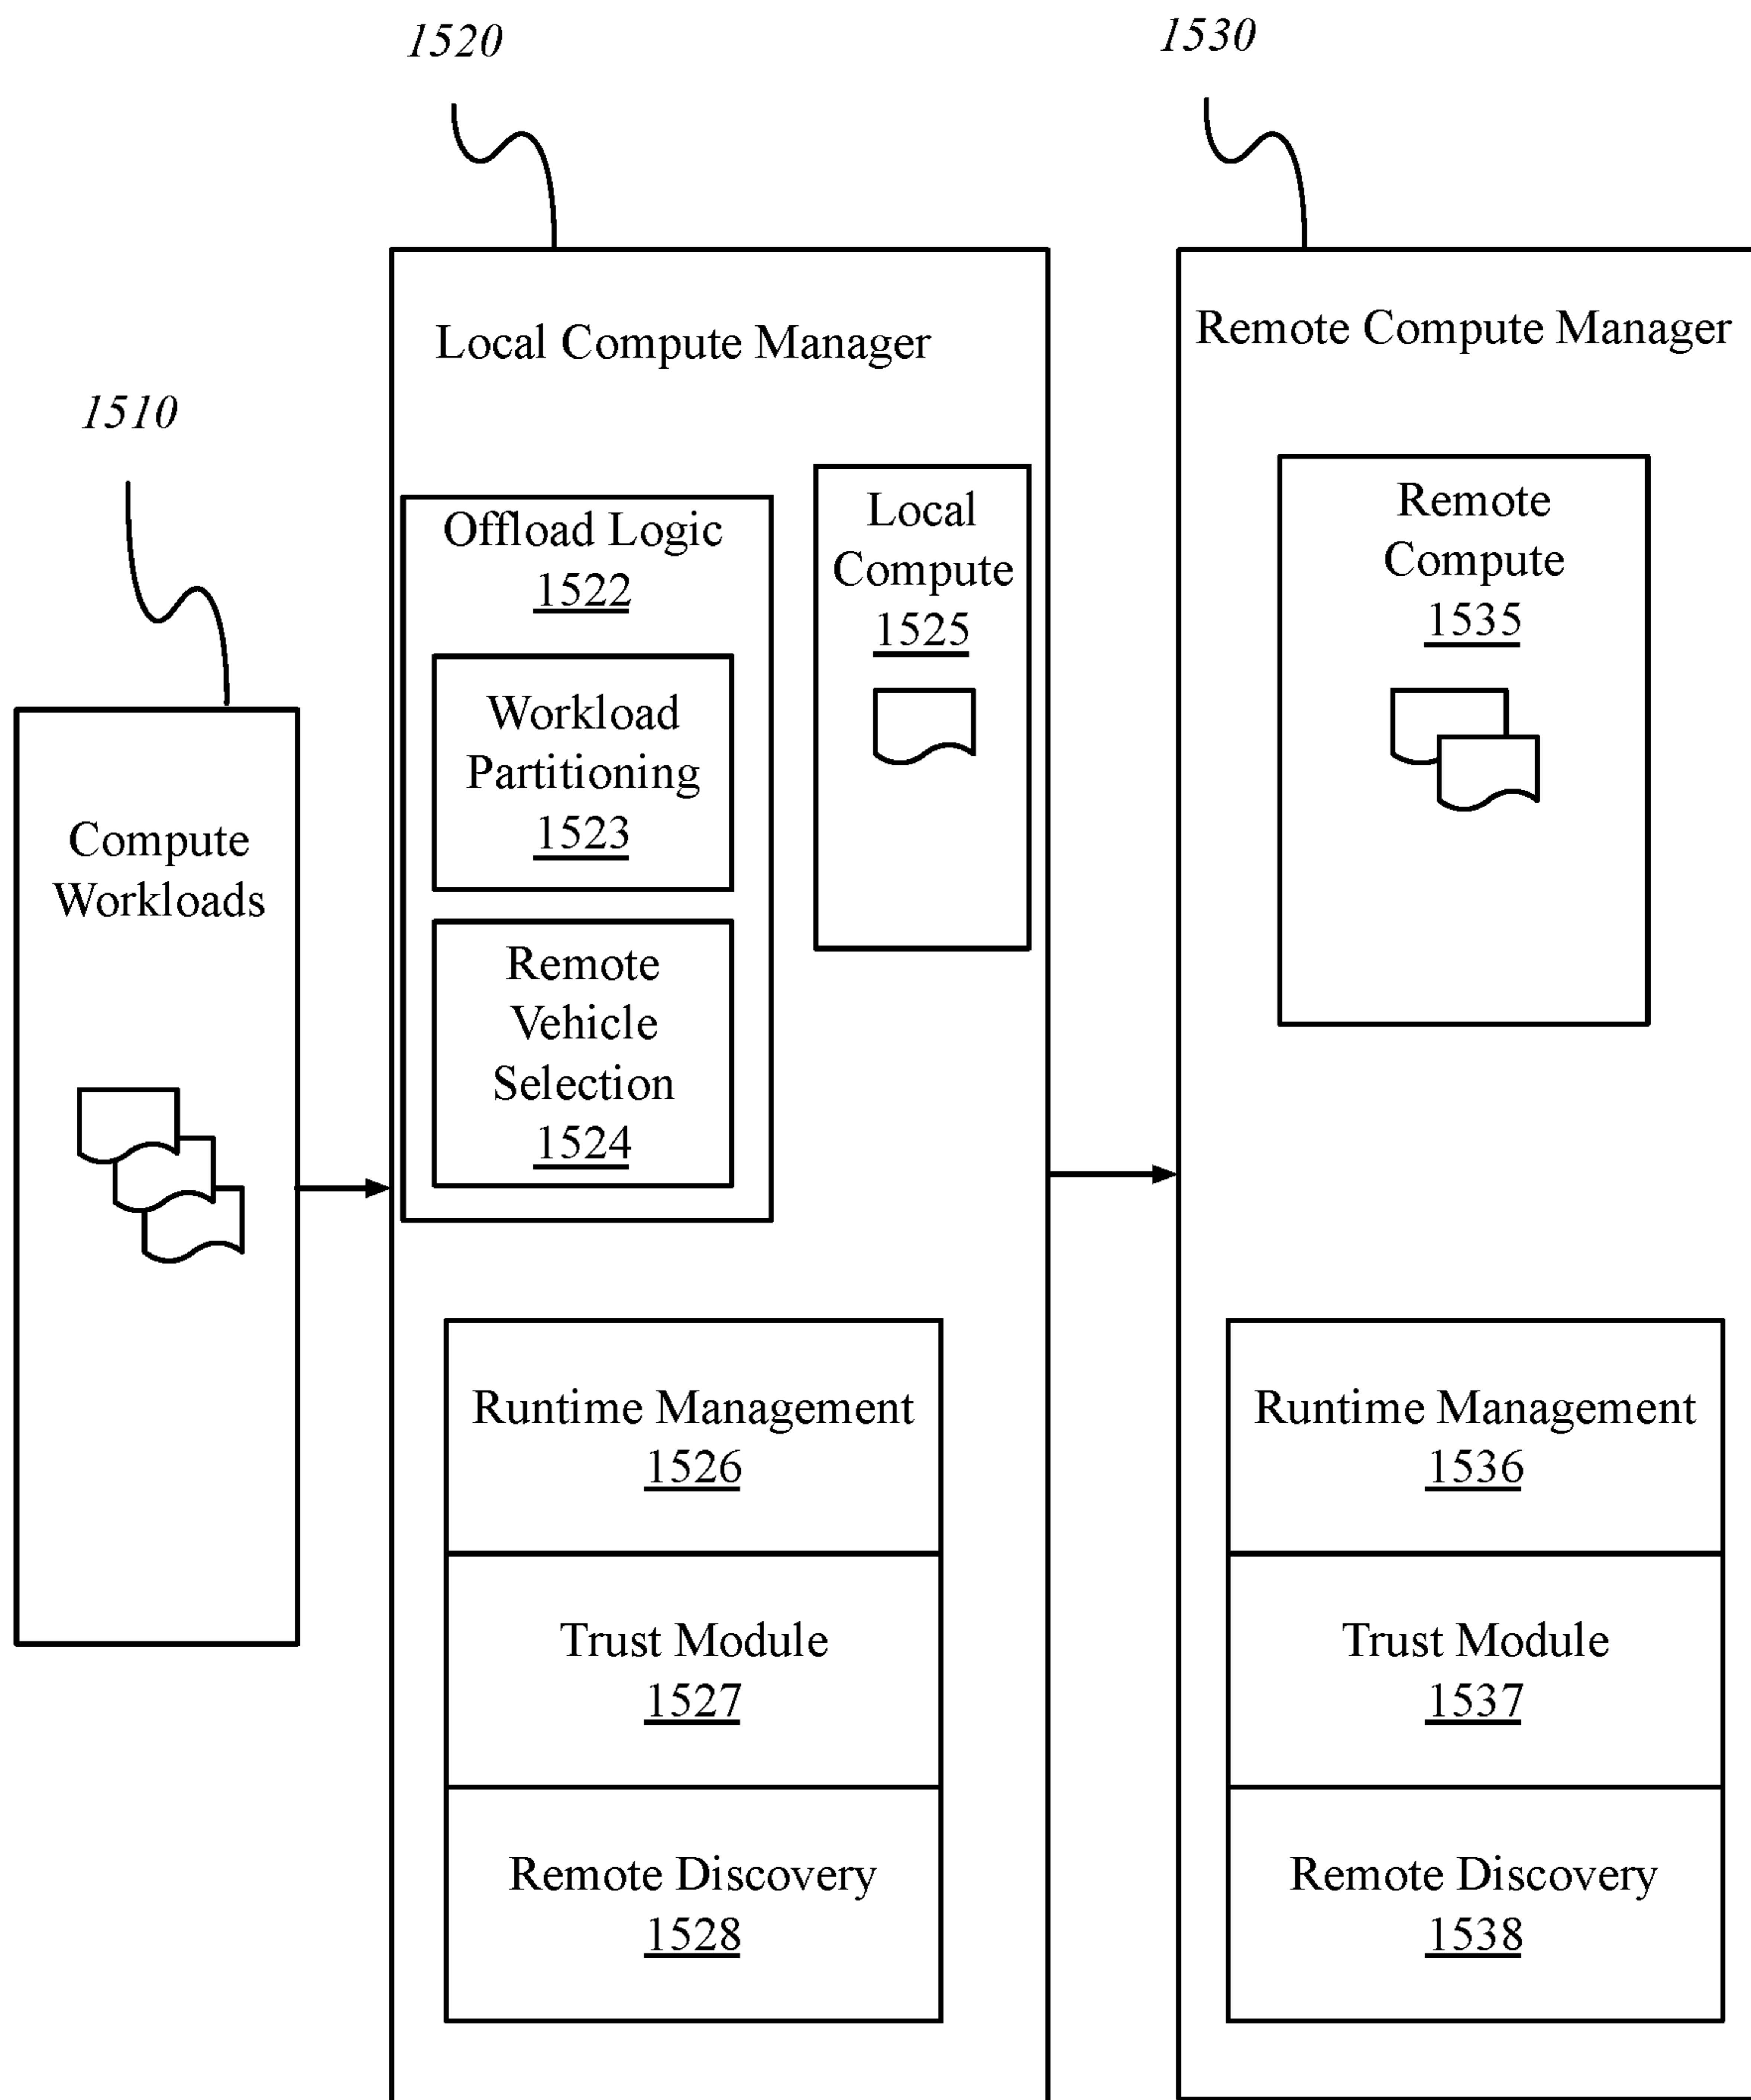 1520
1530
1510
Compute
Workloads
Local Compute Manager
Offload Logic
1522
Workload
Partitioning
1523
Remote
Vehicle
Selection
1524
Local
Compute
1525
Runtime Management
1526
Trust Module
1527
Remote Discovery
1528
Remote Compute Manager
Remote
Compute
1535
Runtime Management
1536
Trust Module
1537
Remote Discovery
1538